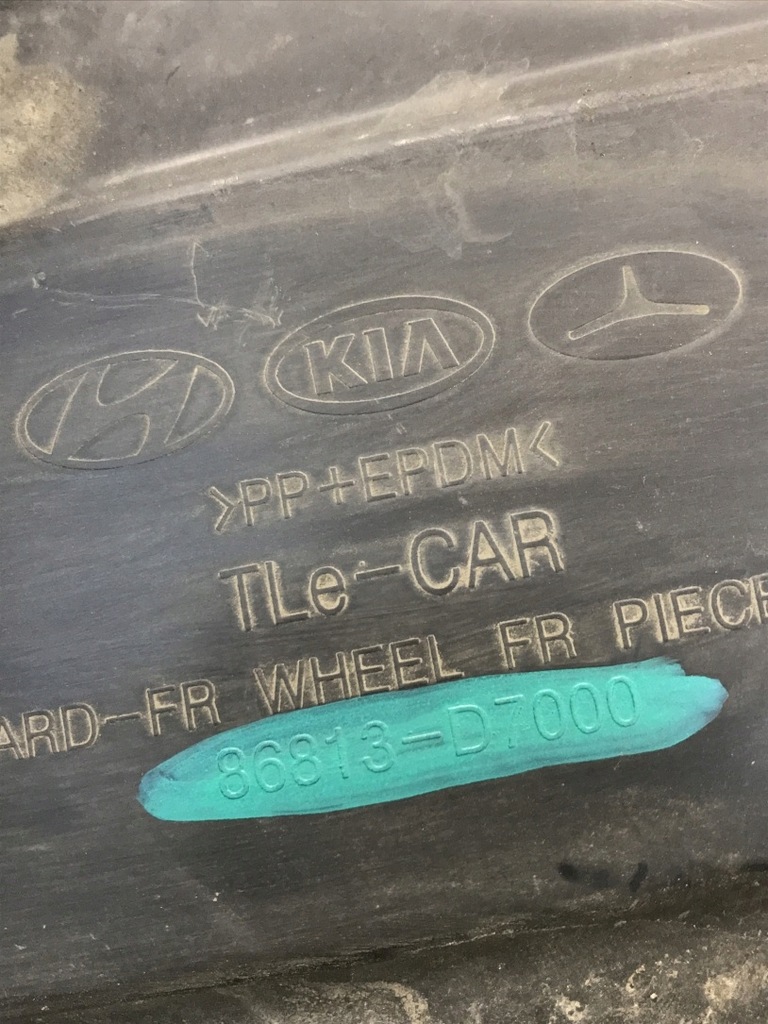 KIA
>PP+EPDM<
TLe-CAR
ARD-FR WHEEL FR PIECE
86813-D7000